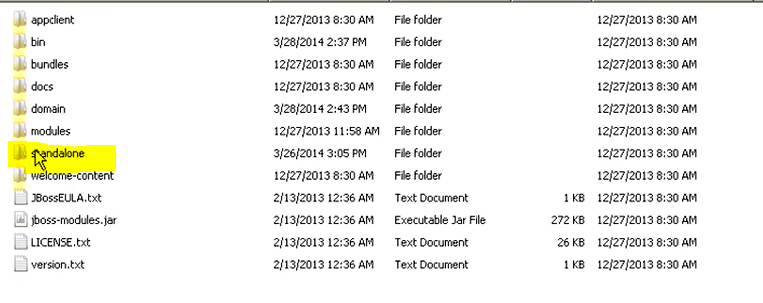 appclient 12/27/2013 8:30 AM File folder 12/27/2013 8:30 AM
bin 3/28/2014 2:37 PM File folder 12/27/2013 8:30 AM
bundles 12/27/2013 8:30 AM File folder 12/27/2013 8:30 AM
docs 12/27/2013 8:30 AM File folder 12/27/2013 8:30 AM
domain 3/28/2014 2:43 PM File folder 12/27/2013 8:30 AM
modules 12/27/2013 11:58 AM File folder 12/27/2013 8:30 AM
standalone 3/26/2014 3:05 PM File folder 12/27/2013 8:30 AM
welcome-content 12/27/2013 8:30 AM File folder 12/27/2013 8:30 AM
JBossEULA.txt 2/13/2013 12:36 AM Text Document 1 KB 12/27/2013 8:30 AM
jboss-modules.jar 2/13/2013 12:36 AM Executable Jar File 272 KB 12/27/2013 8:30 AM
LICENSE.txt 2/13/2013 12:36 AM Text Document 26 KB 12/27/2013 8:30 AM
version.txt 2/13/2013 12:36 AM Text Document 1 KB 12/27/2013 8:30 AM